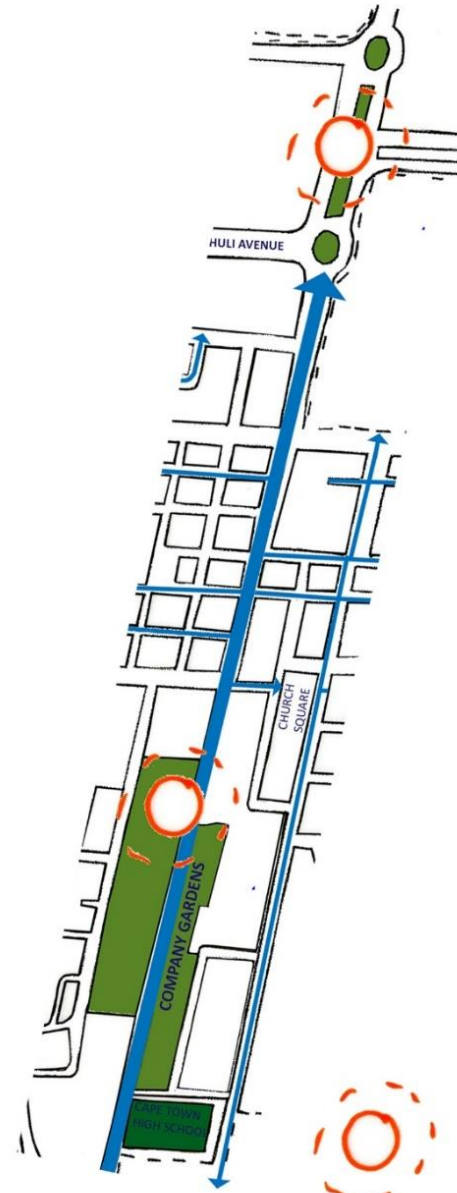 HULI AVENUE
CHURCH
SQUARE
COMPANY GARDENS
CAPE TOWN
HIGH SCHOOL